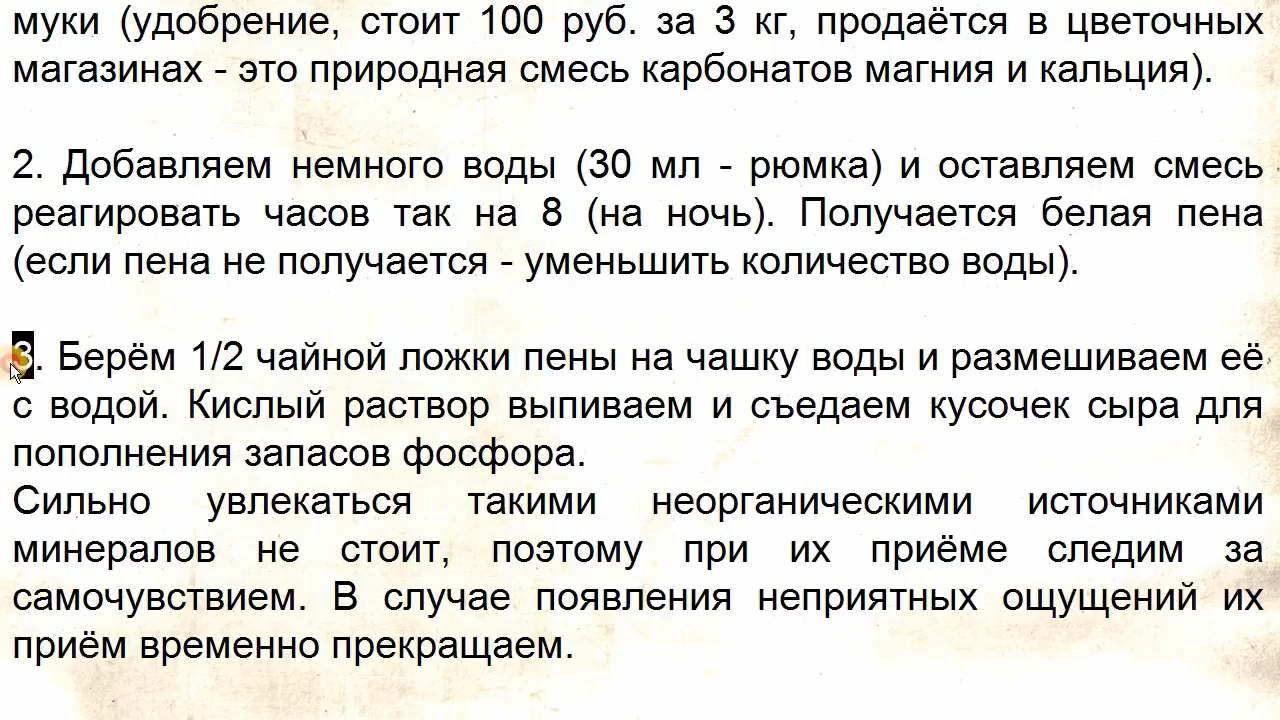 муки (удобрение, стоит 100 руб. за 3 кг, продаётся в цветочных
магазинах - это природная смесь карбонатов магния и кальция).
2. Добавляем немного воды (30 мл - рюмка) и оставляем смесь
реагировать часов так на 8 (на ночь). Получается белая пена
(если пена не получается - уменьшить количество воды).
3. Берём 1/2 чайной ложки пены на чашку воды и размешиваем её
с водой. Кислый раствор выпиваем и съедаем кусочек сыра для
пополнения запасов фосфора.
Сильно увлекаться такими неорганическими источниками
минералов не стоит, поэтому при их приёме следим за
самочувствием. В случае появления неприятных ощущений их
приём временно прекращаем.